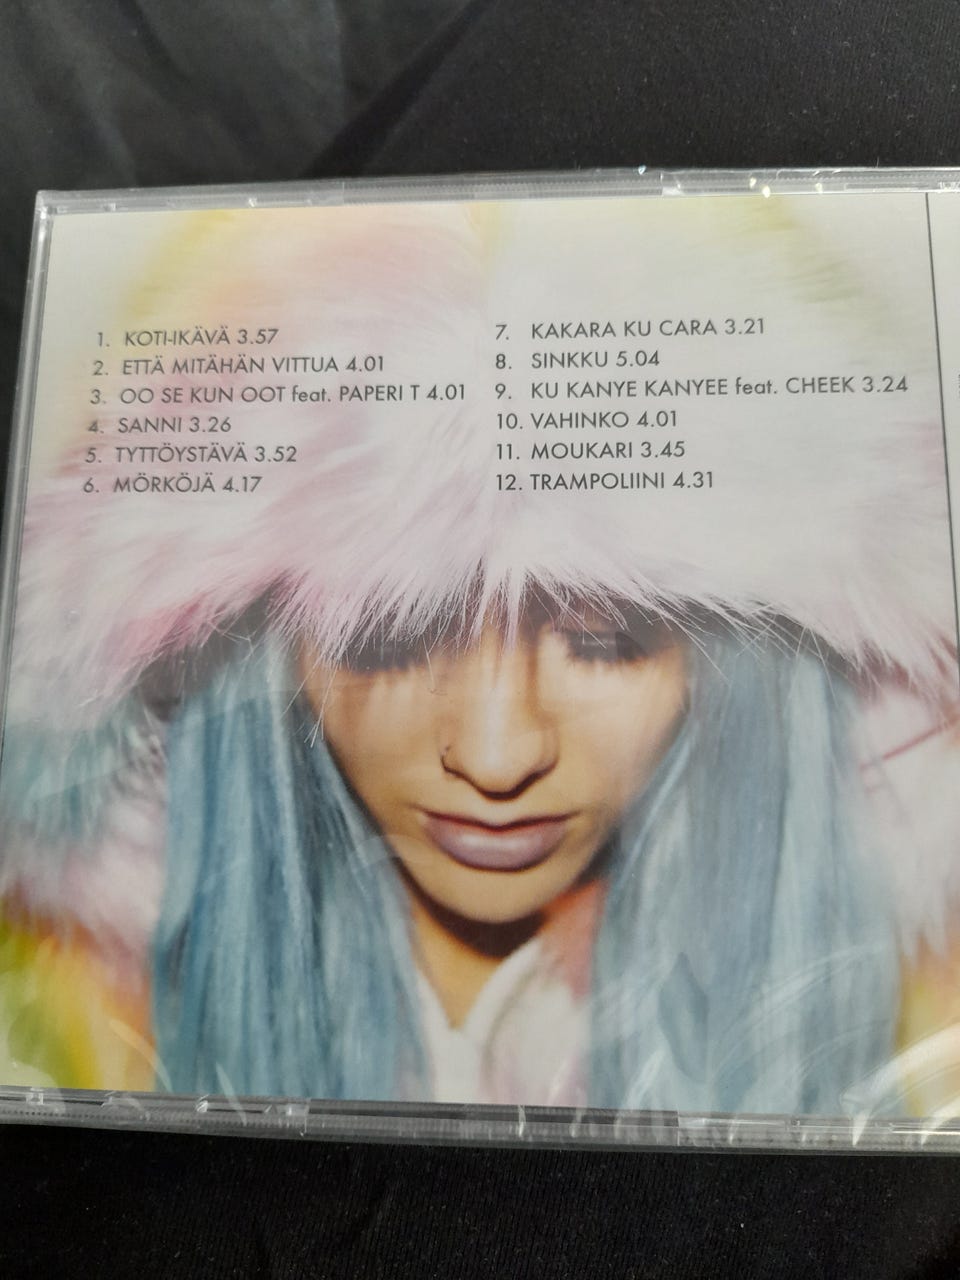 1. KOTI-IKÄVÄ 3.57
2. ETTÄ MITÄHÄN VITTUA 4.01
3. OO SE KUN OOT feat. PAPERI T 4.01
4. SANNI 3.26
5. TYTTÖYSTÄVÄ 3.52
6. MÖRKÖJÄ 4.17
7. KAKARA KU CARA 3.21
8. SINKKU 5.04
9. KU KANYE KANYEE feat. CHEEK 3.24
10. VAHINKO 4.01
11. MOUKARI 3.45
12. TRAMPOLIINI 4.31